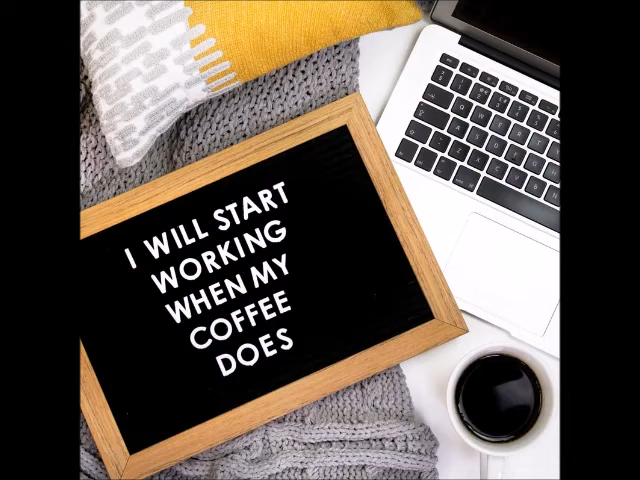 I WILL START
WORKING
WHEN MY
COFFEE
DOES